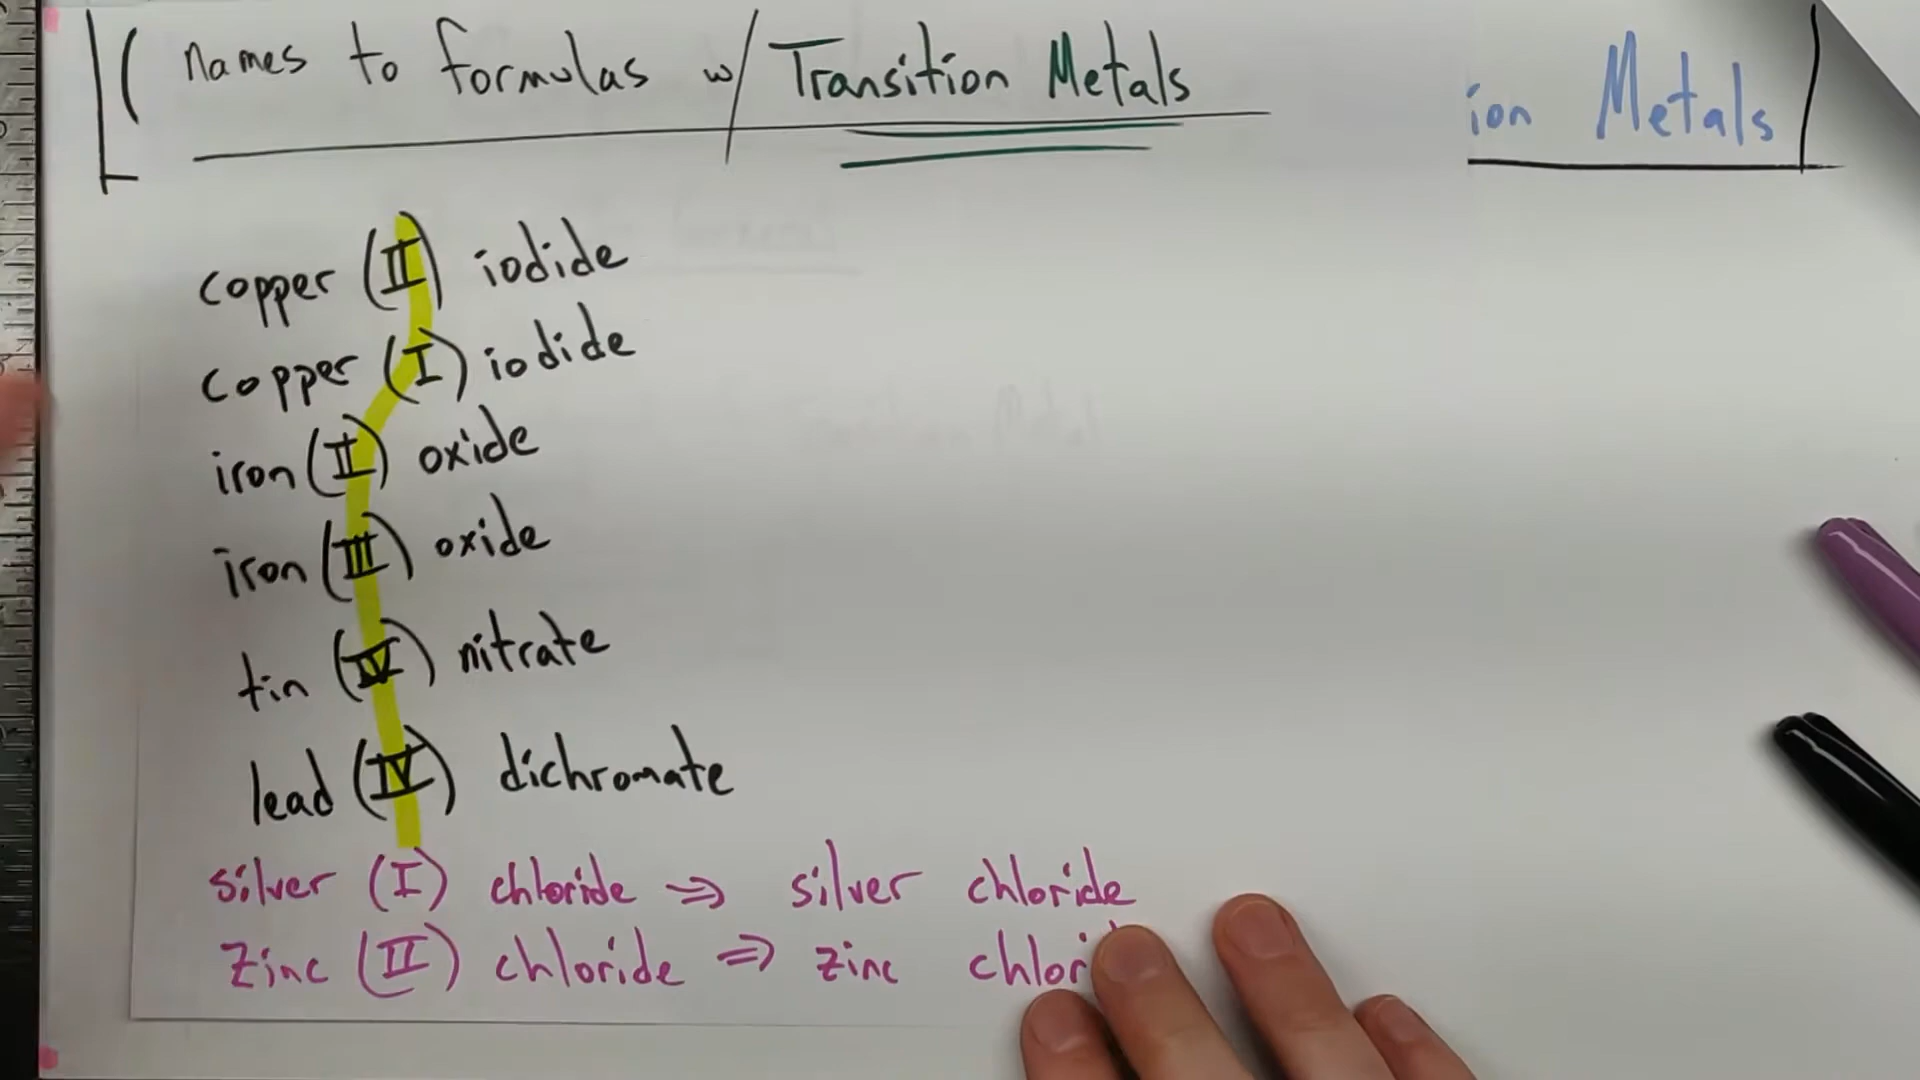 Names to formulas w/ Transition Metals
ion Metals
copper (II) iodide
copper (I) iodide
iron (II) oxide
iron (III) oxide
tin (IV) nitrate
lead (IV) dichromate
silver (I) chloride ⇒ silver chloride
Zinc (II) chloride ⇒ zinc chlori